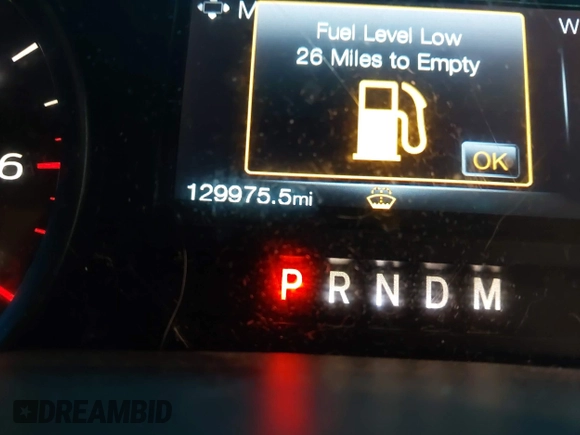 M
W
Fuel Level Low
26 Miles to Empty
OK
6
129975.5mi
P R N D M
DREAMBID